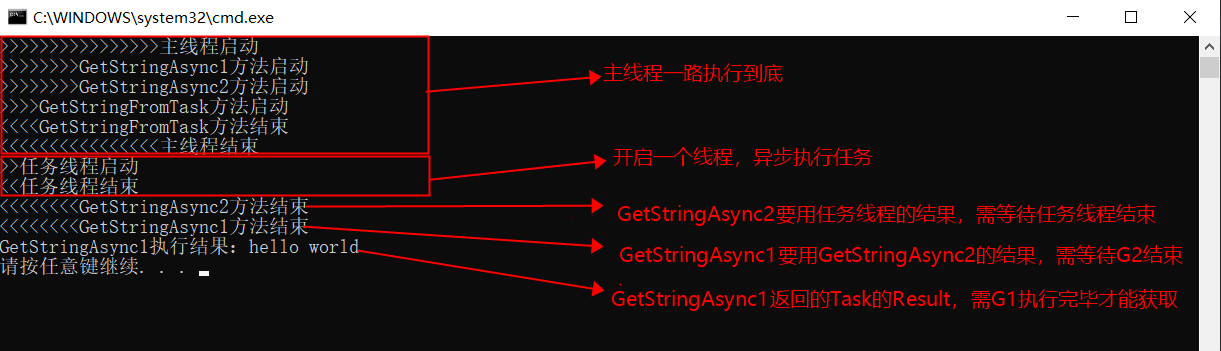 C:\WINDOWS\system32\cmd.exe
>>>>>>>>>>>>>>>>主线程启动
>>>>>>>>GetStringAsync1方法启动
>>>>>>>>GetStringAsync2方法启动
>>>>GetStringFromTask方法启动
<<<<GetStringFromTask方法结束
<<<<<<<<<<<<<<<<主线程结束
>>任务线程启动
<<任务线程结束
<<<<<<<<GetStringAsync2方法结束
<<<<<<<<GetStringAsync1方法结束
GetStringAsync1执行结果：hello world
请按任意键继续. . .
主线程一路执行到底
开启一个线程，异步执行任务
GetStringAsync2要用任务线程的结果，需等待任务线程结束
GetStringAsync1要用GetStringAsync2的结果，需等待G2结束
GetStringAsync1返回的Task的Result，需G1执行完毕才能获取